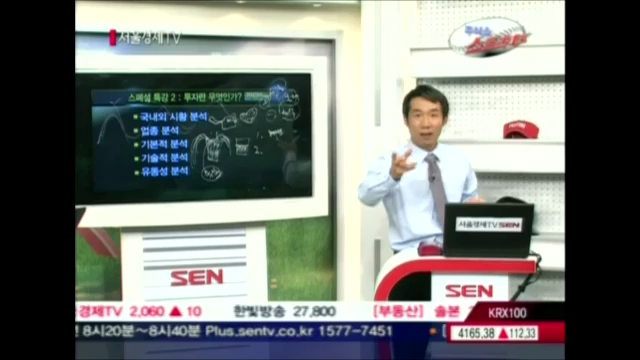 서울경제TV
주식속
스페셜 특강 2 : 투자란 무엇인가?
국내외 시황 분석
업종 분석
기본적 분석
기술적 분석
유동성 분석
서울경제TV SEN
SEN
SEN
경제TV 2,060 ▲ 10 한빛방송 27,800 [부동산] 솔본
KRX100
8시20분~8시40분 Plus.sentv.co.kr 1577-7451
4165,38 ▲112,33